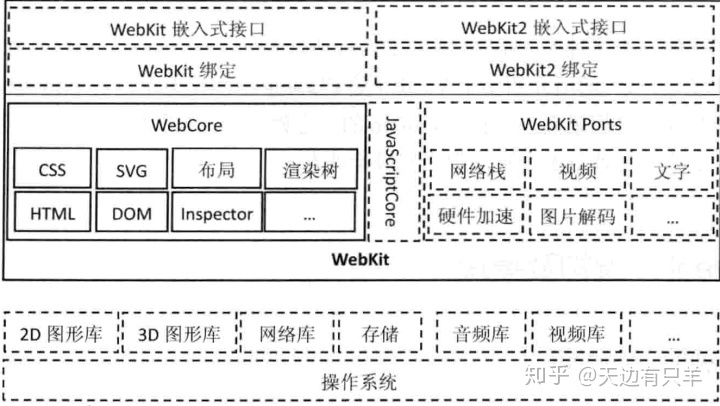 WebKit 嵌入式接口 WebKit2 嵌入式接口
WebKit 绑定 WebKit2 绑定
WebCore JavaScriptCore WebKit Ports
CSS SVG 布局 渲染树 网络栈 视频 文字
HTML DOM Inspector ... 硬件加速 图片解码 ...
WebKit
2D 图形库 3D 图形库 网络库 存储 音频库 视频库 ...
操作系统
知乎 @天边有只羊